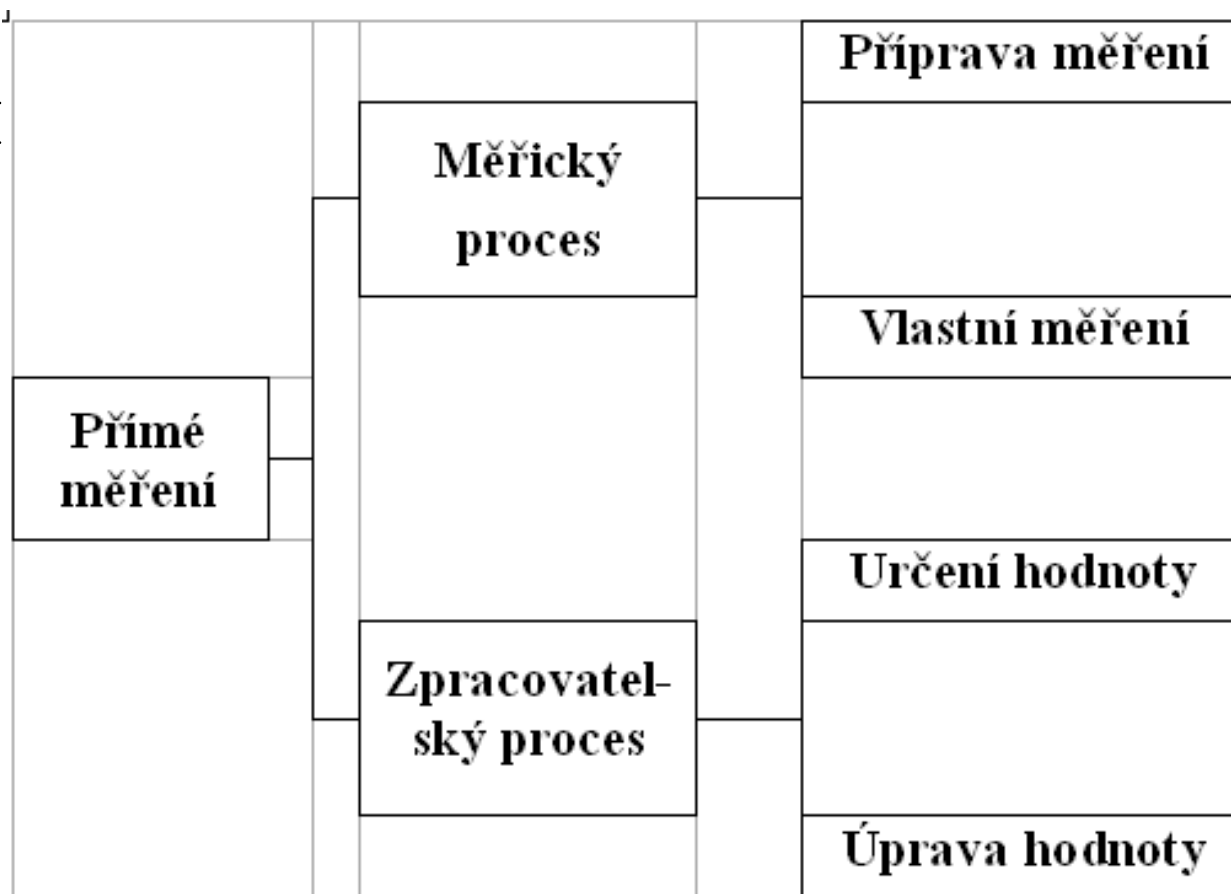 Příprava měření
Měřický
proces
Vlastní měření
Přímé
měření
Určení hodnoty
Zpracovatel-
ský proces
Úprava hodnoty